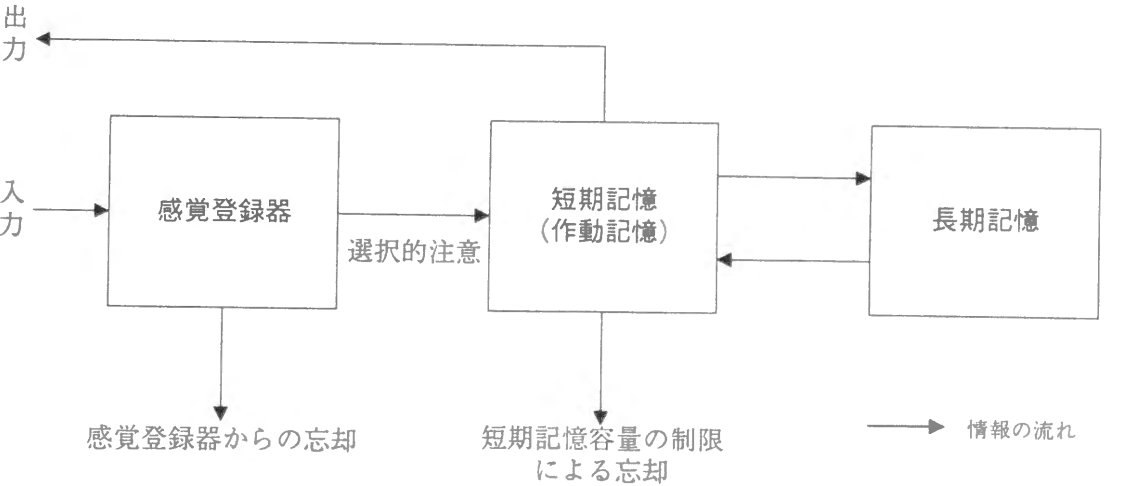 出力
入力
感覚登録器
選択的注意
短期記憶
(作動記憶)
長期記憶
感覚登録器からの忘却
短期記憶容量の制限
による忘却
情報の流れ